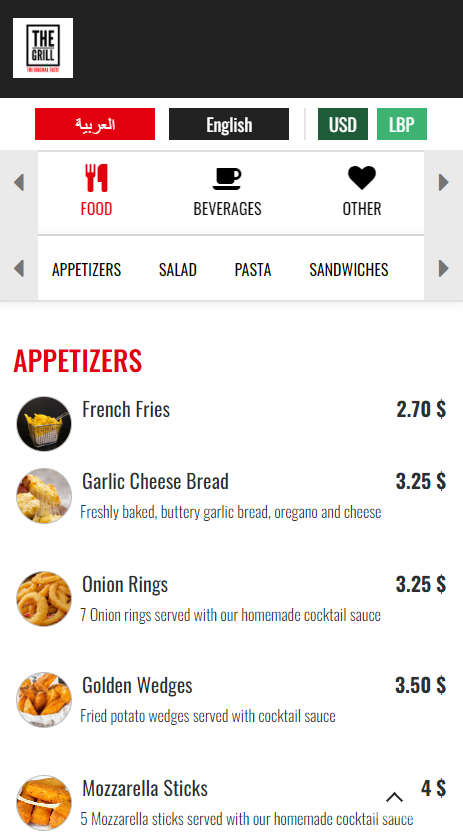 THE
GRILL
THE ORIGINAL TASTE
العربية English USD LBP
FOOD BEVERAGES OTHER
APPETIZERS SALAD PASTA SANDWICHES
APPETIZERS
French Fries 2.70 $
Garlic Cheese Bread 3.25 $
Freshly baked, buttery garlic bread, oregano and cheese
Onion Rings 3.25 $
7 Onion rings served with our homemade cocktail sauce
Golden Wedges 3.50 $
Fried potato wedges served with cocktail sauce
Mozzarella Sticks 4 $
5 Mozzarella sticks served with our homemade cocktail sauce